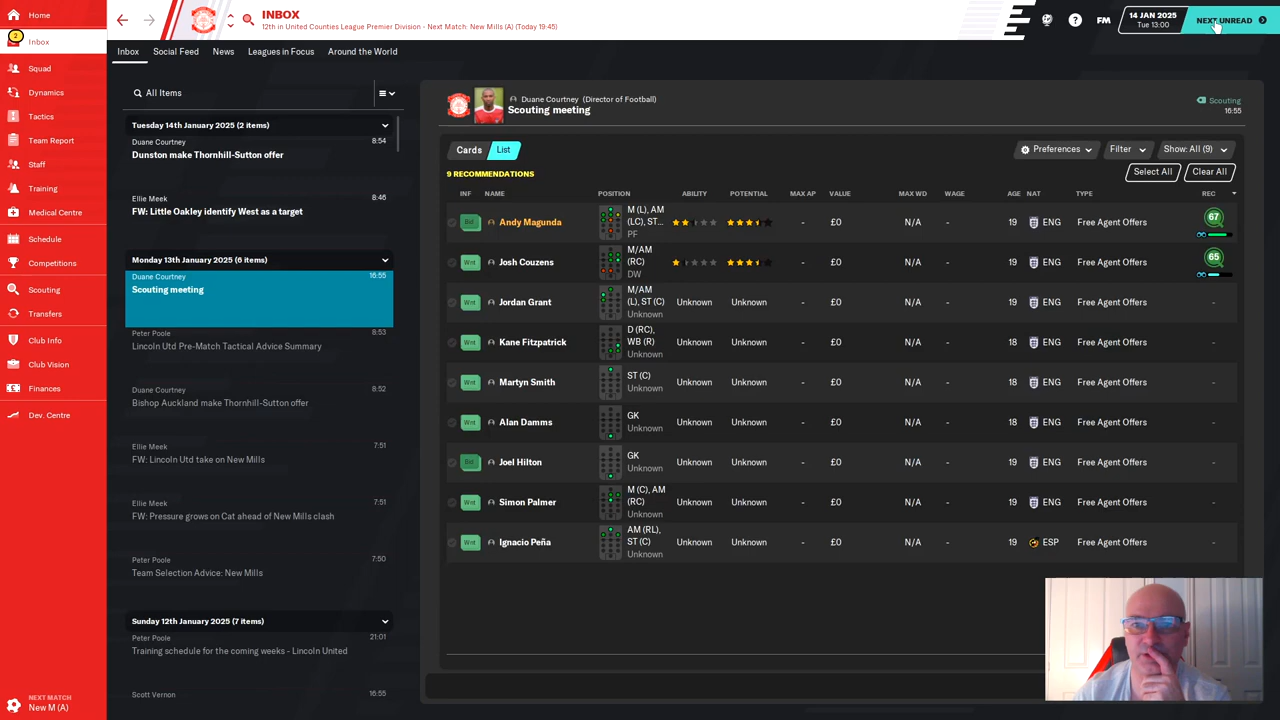 Home
INBOX
12th in United Counties League Premier Division - Next Match: New Mills (A) (Today 19:45)
?
FM
14 JAN 2025
Tue 13:00
NEXT UNREAD
2
Inbox
Squad
Dynamics
Tactics
Team Report
Staff
Training
Medical Centre
Schedule
Competitions
Scouting
Transfers
Club Info
Club Vision
Finances
Dev. Centre
NEXT MATCH
New M (A)
Inbox
Social Feed
News
Leagues in Focus
Around the World
All Items
Tuesday 14th January 2025 (2 items)
Duane Courtney
8:54
Dunston make Thornhill-Sutton offer
Ellie Meek
8:46
FW: Little Oakley identify West as a target
Monday 13th January 2025 (6 items)
Duane Courtney
16:55
Scouting meeting
Peter Poole
8:53
Lincoln Utd Pre-Match Tactical Advice Summary
Duane Courtney
8:52
Bishop Auckland make Thornhill-Sutton offer
Ellie Meek
7:51
FW: Lincoln Utd take on New Mills
Ellie Meek
7:51
FW: Pressure grows on Cat ahead of New Mills clash
Peter Poole
7:50
Team Selection Advice: New Mills
Sunday 12th January 2025 (7 items)
Peter Poole
21:01
Training schedule for the coming weeks - Lincoln United
Scott Vernon
16:55
Duane Courtney (Director of Football)
Scouting meeting
Scouting
16:55
Cards
List
Preferences
Filter
Show: All (9)
9 RECOMMENDATIONS
Select All
Clear All
INF NAME POSITION ABILITY POTENTIAL MAX AP VALUE MAX WD WAGE AGE NAT TYPE REC
Bid Andy Magunda M (L), AM (LC), ST... PF - £0 N/A - 19 ENG Free Agent Offers 67
Wnt Josh Couzens M/AM (RC) DW - £0 N/A - 19 ENG Free Agent Offers 65
Wnt Jordan Grant M/AM (L), ST (C) Unknown Unknown Unknown - £0 N/A - 19 ENG Free Agent Offers -
Wnt Kane Fitzpatrick D (RC), WB (R) Unknown Unknown Unknown - £0 N/A - 18 ENG Free Agent Offers -
Wnt Martyn Smith ST (C) Unknown Unknown Unknown - £0 N/A - 18 ENG Free Agent Offers -
Wnt Alan Damms GK Unknown Unknown Unknown - £0 N/A - 18 ENG Free Agent Offers -
Bid Joel Hilton GK Unknown Unknown Unknown - £0 N/A - 19 ENG Free Agent Offers -
Wnt Simon Palmer M (C), AM (RC) Unknown Unknown Unknown - £0 N/A - 19 ENG Free Agent Offers -
Wnt Ignacio Peña AM (RL), ST (C) Unknown Unknown Unknown - £0 N/A - 19 ESP Free Agent Offers -